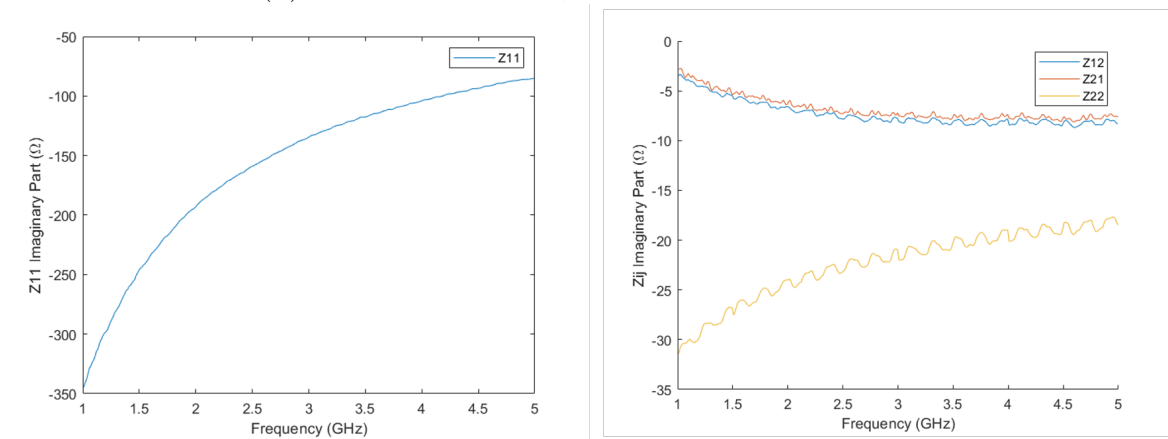 -50
-100
-150
-200
-250
-300
-350
Z11 Imaginary Part (Ω)
1 1.5 2 2.5 3 3.5 4 4.5 5
Frequency (GHz)
Z11
0
-5
-10
-15
-20
-25
-30
-35
Zij Imaginary Part (Ω)
1 1.5 2 2.5 3 3.5 4 4.5 5
Frequency (GHz)
Z12
Z21
Z22